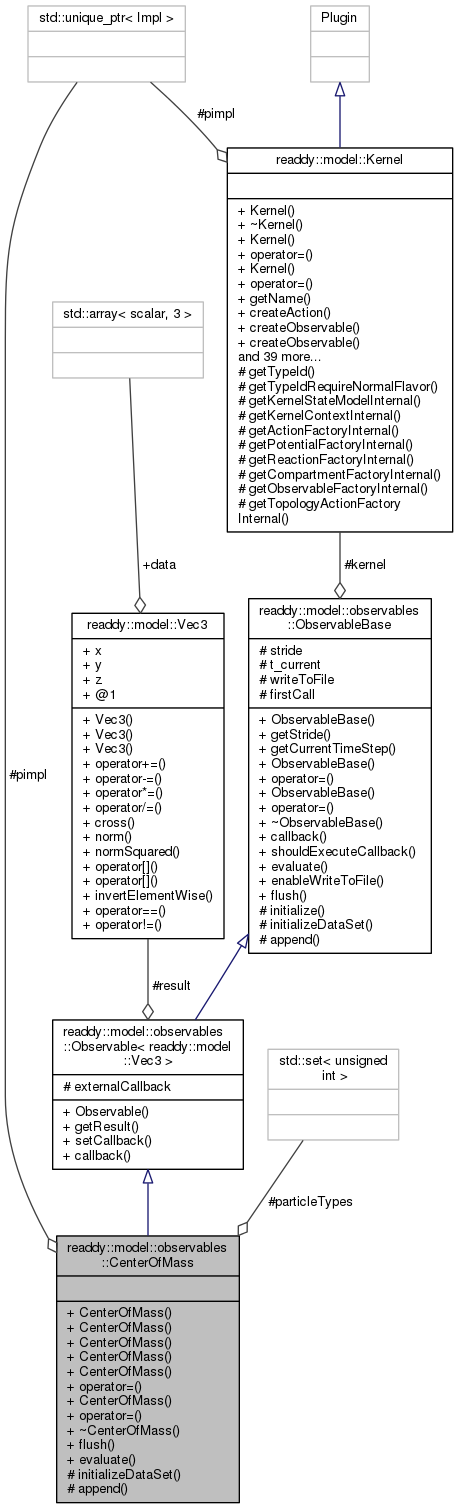 std::unique_ptr< Impl >
Plugin
#pimpl
readdy::model::Kernel
+ Kernel()
+ ~Kernel()
+ Kernel()
+ operator=()
+ Kernel()
+ operator=()
+ getName()
+ createAction()
+ createObservable()
+ createObservable()
and 39 more...
# getTypeId()
# getTypeIdRequireNormalFlavor()
# getKernelStateModelInternal()
# getKernelContextInternal()
# getActionFactoryInternal()
# getPotentialFactoryInternal()
# getReactionFactoryInternal()
# getCompartmentFactoryInternal()
# getObservableFactoryInternal()
# getTopologyActionFactory
Internal()
std::array< scalar, 3 >
+data
#kernel
readdy::model::Vec3
+ x
+ y
+ z
+ @1
+ Vec3()
+ Vec3()
+ Vec3()
+ operator+=()
+ operator-=()
+ operator*=()
+ operator/=()
+ cross()
+ norm()
+ normSquared()
+ operator[]()
+ operator[]()
+ invertElementWise()
+ operator==()
+ operator!=()
readdy::model::observables
::ObservableBase
# stride
# t_current
# writeToFile
# firstCall
+ ObservableBase()
+ getStride()
+ getCurrentTimeStep()
+ ObservableBase()
+ operator=()
+ ObservableBase()
+ operator=()
+ ~ObservableBase()
+ callback()
+ shouldExecuteCallback()
+ evaluate()
+ enableWriteToFile()
+ flush()
# initialize()
# initializeDataSet()
# append()
#pimpl
#result
readdy::model::observables
::Observable< readdy::model
::Vec3 >
# externalCallback
+ Observable()
+ getResult()
+ setCallback()
+ callback()
std::set< unsigned
int >
#particleTypes
readdy::model::observables
::CenterOfMass
+ CenterOfMass()
+ CenterOfMass()
+ CenterOfMass()
+ CenterOfMass()
+ CenterOfMass()
+ operator=()
+ CenterOfMass()
+ operator=()
+ ~CenterOfMass()
+ flush()
+ evaluate()
# initializeDataSet()
# append()